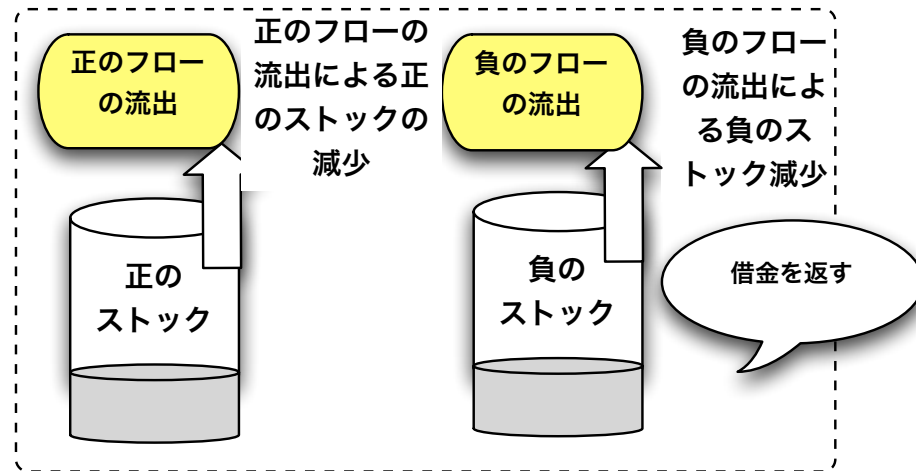 正のフロー
の流出
正のフローの
流出による正
のストックの
減少
正の
ストック
負のフロー
の流出
負のフロー
の流出によ
る負のス
トック減少
負の
ストック
借金を返す